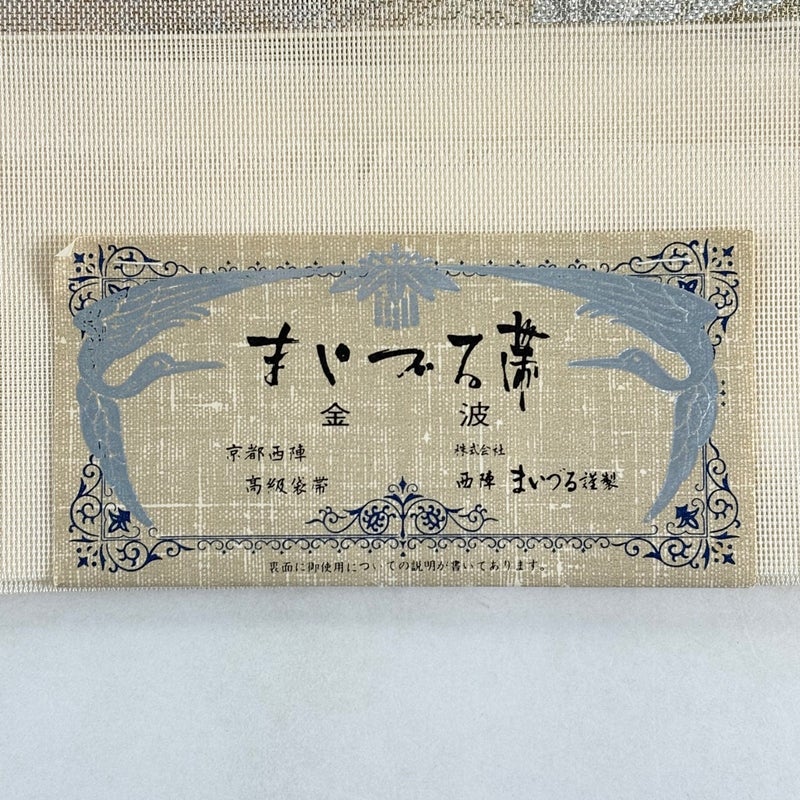 まいづる帯
金波
京都西陣
高級袋帯
株式会社
西陣 まいづる謹製
裏面に御使用についての説明が書いてあります。